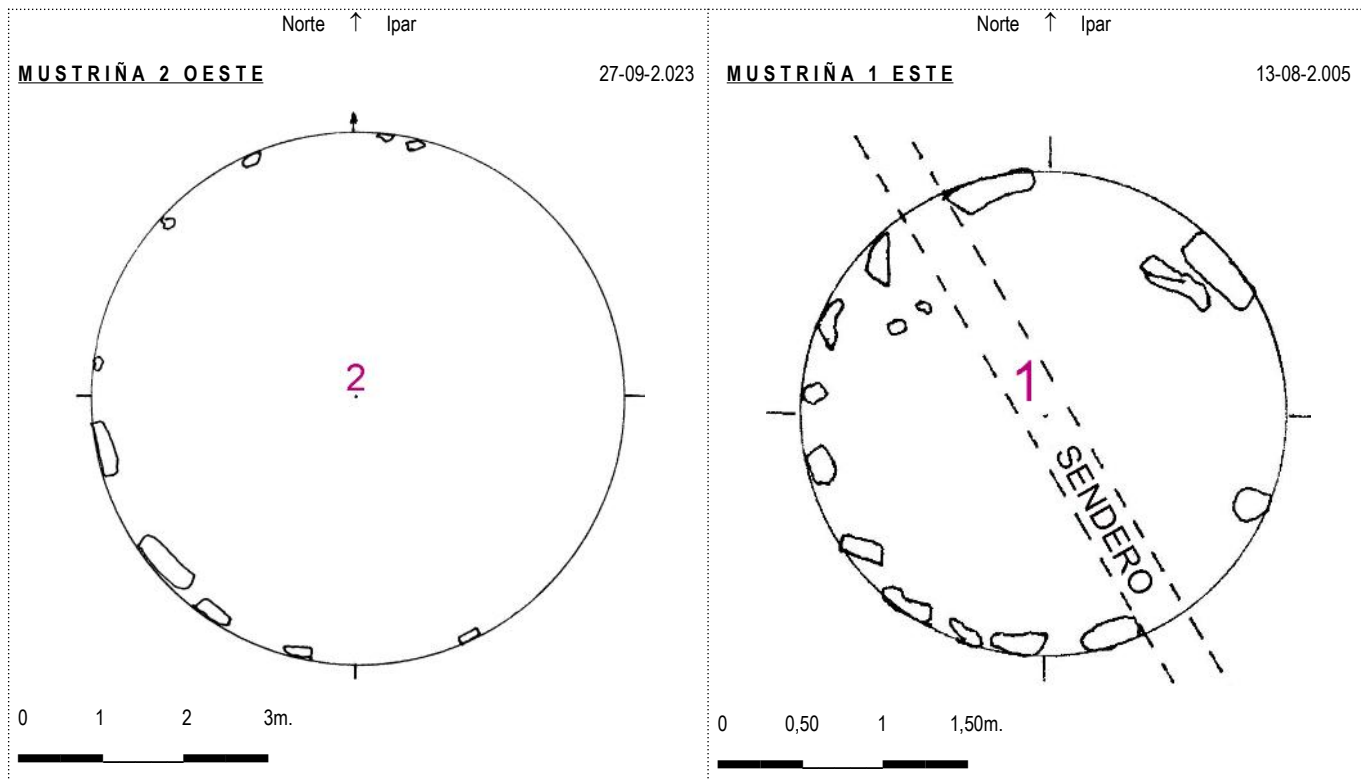 Norte ↑ Ipar
MUSTRIÑA 2 OESTE 27-09-2.023
2
0 1 2 3m.
Norte ↑ Ipar
MUSTRIÑA 1 ESTE 13-08-2.005
1
SENDERO
0 0,50 1 1,50m.